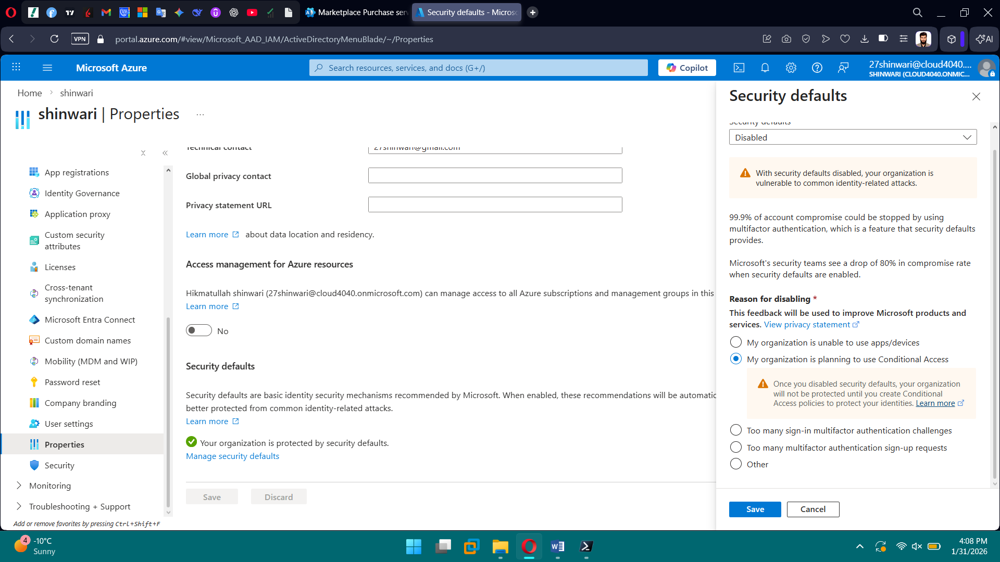 Marketplace Purchase ser
Security defaults - Micros
VPN
portal.azure.com/#view/Microsoft_AAD_IAM/ActiveDirectoryMenuBlade/~/Properties
AI
Microsoft Azure
Search resources, services, and docs (G+/)
Copilot
27shinwari@cloud4040....
SHINWARI (CLOUD4040.ONMIC...
Home > shinwari
shinwari | Properties
...
App registrations
Identity Governance
Application proxy
Custom security
attributes
Licenses
Cross-tenant
synchronization
Microsoft Entra Connect
Custom domain names
Mobility (MDM and WIP)
Password reset
Company branding
User settings
Properties
Security
Monitoring
Troubleshooting + Support
Add or remove favorites by pressing Ctrl+Shift+F
Technical contact
27shinwari@gmail.com
Global privacy contact
Privacy statement URL
Learn more about data location and residency.
Access management for Azure resources
Hikmatullah shinwari (27shinwari@cloud4040.onmicrosoft.com) can manage access to all Azure subscriptions and management groups in this
Learn more
No
Security defaults
Security defaults are basic identity security mechanisms recommended by Microsoft. When enabled, these recommendations will be automatic
better protected from common identity-related attacks.
Learn more
Your organization is protected by security defaults.
Manage security defaults
Save
Discard
Security defaults
Security defaults
Disabled
With security defaults disabled, your organization is
vulnerable to common identity-related attacks.
99.9% of account compromise could be stopped by using
multifactor authentication, which is a feature that security defaults
provides.
Microsoft's security teams see a drop of 80% in compromise rate
when security defaults are enabled.
Reason for disabling *
This feedback will be used to improve Microsoft products and
services. View privacy statement
My organization is unable to use apps/devices
My organization is planning to use Conditional Access
Once you disabled security defaults, your organization
will not be protected until you create Conditional
Access policies to protect your identities. Learn more
Too many sign-in multifactor authentication challenges
Too many multifactor authentication sign-up requests
Other
Save
Cancel
4
-10°C
Sunny
4:08 PM
1/31/2026